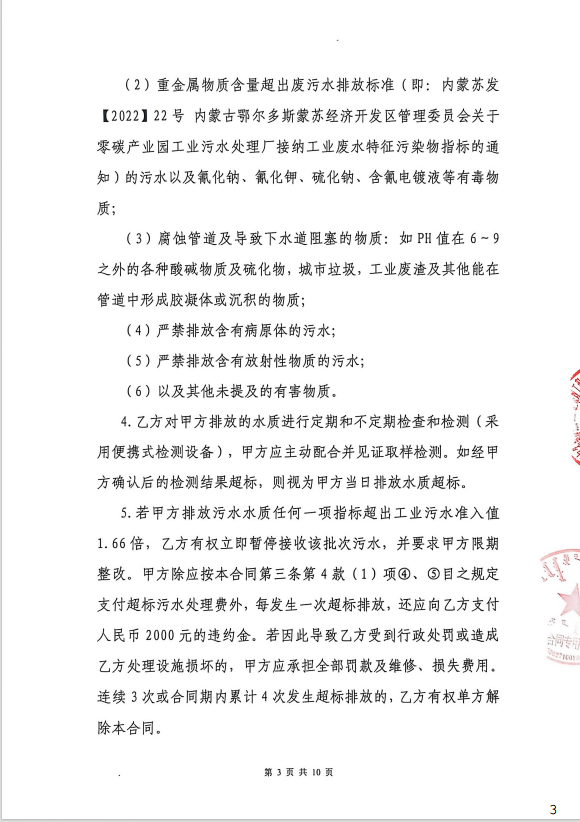 （2）重金属物质含量超出废污水排放标准（即：内蒙苏发
【2022】22号 内蒙古鄂尔多斯蒙苏经济开发区管理委员会关于
零碳产业园工业污水处理厂接纳工业废水特征污染物指标的通
知）的污水以及氰化钠、氰化钾、硫化钠、含氰电镀液等有毒物
质；
（3）腐蚀管道及导致下水道阻塞的物质：如 PH 值在 6～9
之外的各种酸碱物质及硫化物，城市垃圾，工业废渣及其他能在
管道中形成胶凝体或沉积的物质；
（4）严禁排放含有病原体的污水；
（5）严禁排放含有放射性物质的污水；
（6）以及其他未提及的有害物质。
4.乙方对甲方排放的水质进行定期和不定期检查和检测（采
用便携式检测设备），甲方应主动配合并见证取样检测。如经甲
方确认后的检测结果超标，则视为甲方当日排放水质超标。
5.若甲方排放污水水质任何一项指标超出工业污水准入值
1.66 倍，乙方有权立即暂停接收该批次污水，并要求甲方限期
整改。甲方除应按本合同第三条第 4 款（1）项④、⑤目之规定
支付超标污水处理费外，每发生一次超标排放，还应向乙方支付
人民币 2000 元的违约金。若因此导致乙方受到行政处罚或造成
乙方处理设施损坏的，甲方应承担全部罚款及维修、损失费用。
连续 3 次或合同期内累计 4 次发生超标排放的，乙方有权单方解
除本合同。
合同专用
第 3 页 共 10 页
3